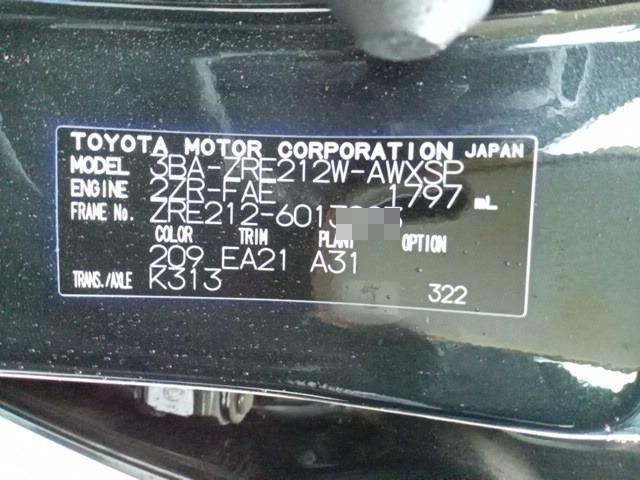 TOYOTA MOTOR CORPORATION JAPAN
MODEL 3BA-ZRE212W-AWXSP
ENGINE 2ZR-FAE 1797 mL
FRAME No. ZRE212-601
COLOR TRIM PLANT OPTION
209 EA21 A31
TRANS./AXLE K313
322